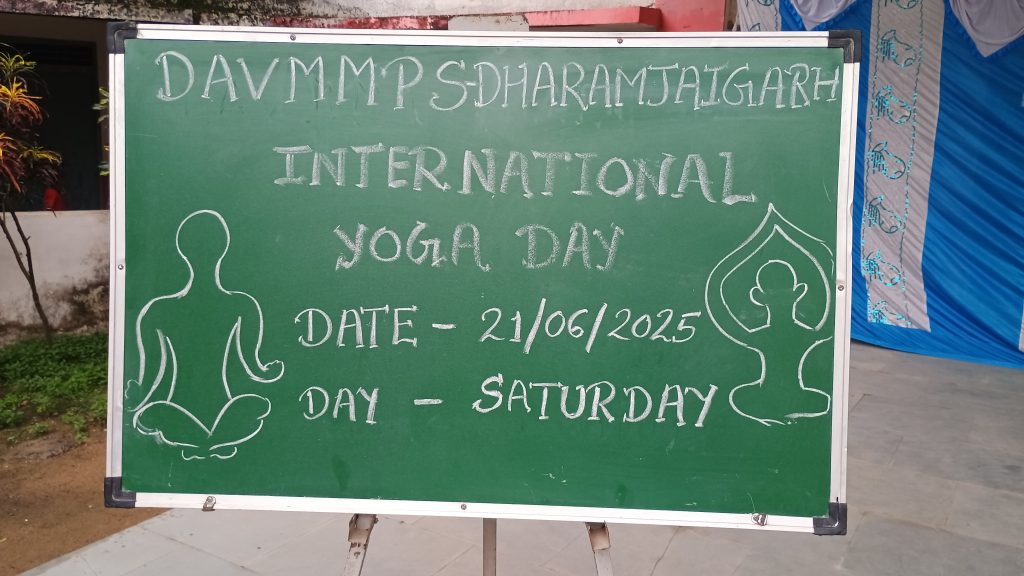 DAVMMPS-DHARAMJAIGARH
INTERNATIONAL
YOGA DAY
DATE - 21/06/2025
DAY - SATURDAY